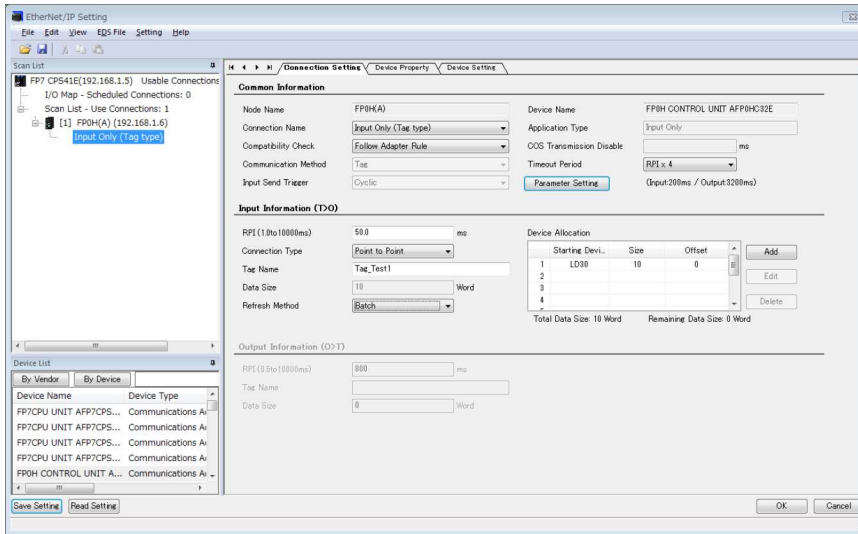 EtherNet/IP Setting
File Edit View EDS File Setting Help
Scan List
FP7 CPS41E(192.168.1.5) Usable Connections
I/O Map - Scheduled Connections: 0
Scan List - Use Connections: 1
[1] FP0H(A) (192.168.1.6)
Input Only (Tag type)
Device List
By Vendor By Device
Device Name Device Type
FP7CPU UNIT AFP7CPS... Communications A
FP7CPU UNIT AFP7CPS... Communications A
FP7CPU UNIT AFP7CPS... Communications A
FP7CPU UNIT AFP7CPS... Communications A
FP0H CONTROL UNIT A... Communications A
Save Setting Read Setting
Connection Setting Device Property Device Setting
Common Information
Node Name FP0H(A) Device Name FP0H CONTROL UNIT AFP0HC32E
Connection Name Input Only (Tag type) Application Type Input Only
Compatibility Check Follow Adapter Rule COS Transmission Disable ms
Communication Method Tag Timeout Period RPI x 4
Input Send Trigger Cyclic Parameter Setting (Input:200ms / Output:3200ms)
Input Information (T>O)
RPI (1.0to10000ms) 50.0 ms Device Allocation
Connection Type Point to Point Starting Devi... Size Offset Add
Tag Name Tag_Test1 1 LD30 10 0
2 Edit
Data Size 10 Word 3
Refresh Method Batch 4 Delete
Total Data Size: 10 Word Remaining Data Size: 0 Word
Output Information (O>T)
RPI (0.5to10000ms) 800 ms
Tag Name
Data Size 0 Word
OK Cancel